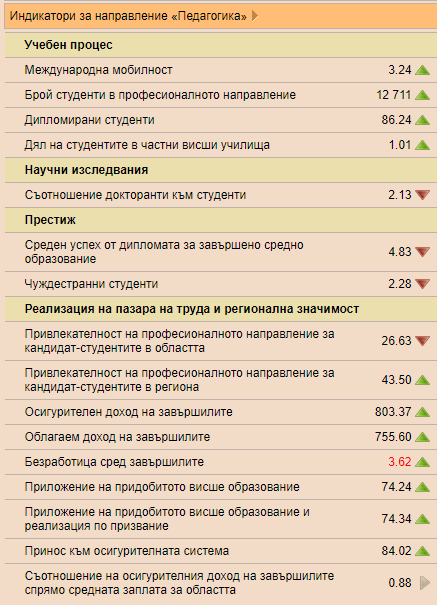 Индикатори за направление «Педагогика»
Учебен процес
Международна мобилност 3.24
Брой студенти в професионалното направление 12 711
Дипломирани студенти 86.24
Дял на студентите в частни висши училища 1.01
Научни изследвания
Съотношение докторанти към студенти 2.13
Престиж
Среден успех от дипломата за завършено средно
образование 4.83
Чуждестранни студенти 2.28
Реализация на пазара на труда и регионална значимост
Привлекателност на професионалното направление за
кандидат-студентите в областта 26.63
Привлекателност на професионалното направление за
кандидат-студентите в региона 43.50
Осигурителен доход на завършилите 803.37
Облагаем доход на завършилите 755.60
Безработица сред завършилите 3.62
Приложение на придобитото висше образование 74.24
Приложение на придобитото висше образование и
реализация по призвание 74.34
Принос към осигурителната система 84.02
Съотношение на осигурителния доход на завършилите
спрямо средната заплата за областта 0.88